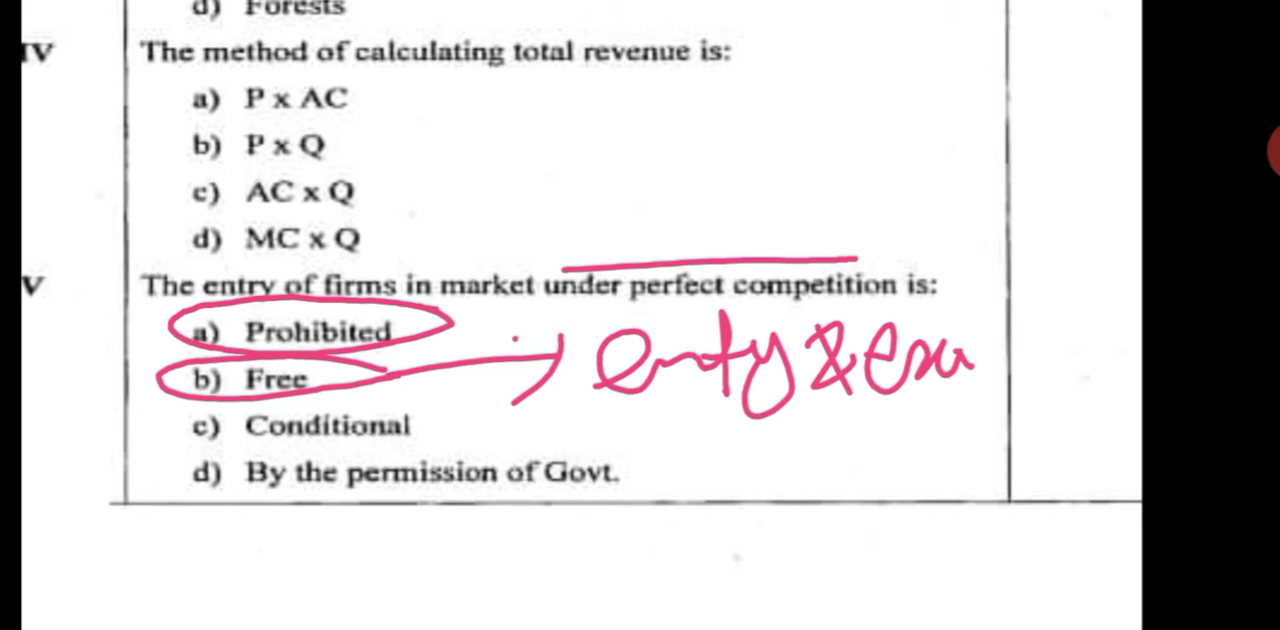 d) Forests
IV The method of calculating total revenue is:
a) P x AC
b) P x Q
c) AC x Q
d) MC x Q
V The entry of firms in market under perfect competition is:
a) Prohibited
b) Free
entry & exi
c) Conditional
d) By the permission of Govt.